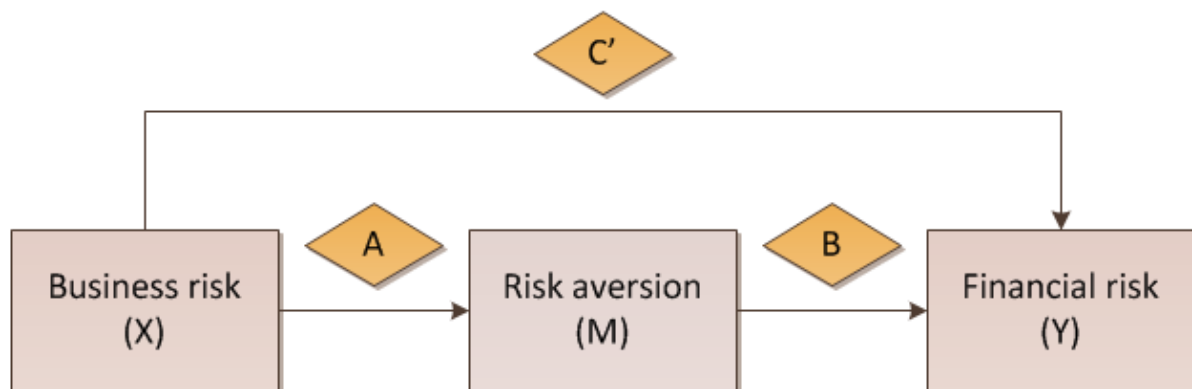 C’
A
B
Business risk
(X)
Risk aversion
(M)
Financial risk
(Y)